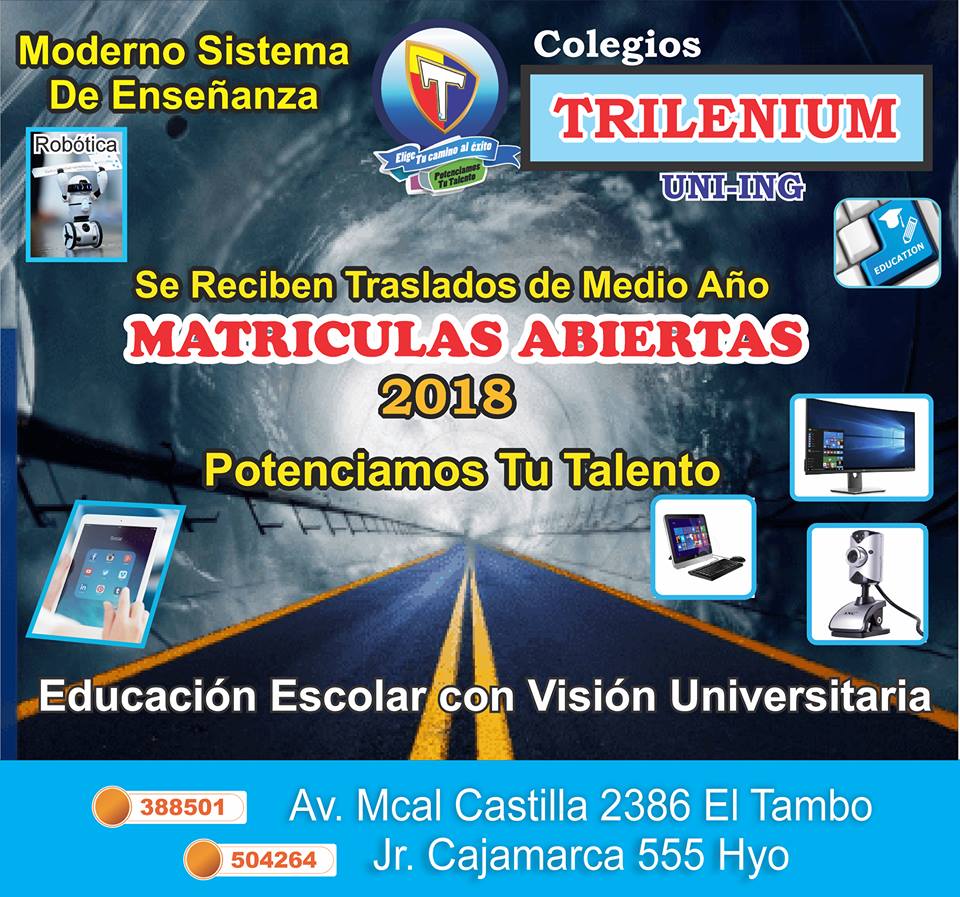 Moderno Sistema
De Enseñanza
Robótica
T
Elige Tu camino al éxito
Potenciamos
Tu Talento
Colegios
TRILENIUM
UNI-ING
EDUCATION
Se Reciben Traslados de Medio Año
MATRICULAS ABIERTAS
2018
Potenciamos Tu Talento
Social
Educación Escolar con Visión Universitaria
388501 Av. Mcal Castilla 2386 El Tambo
504264 Jr. Cajamarca 555 Hyo